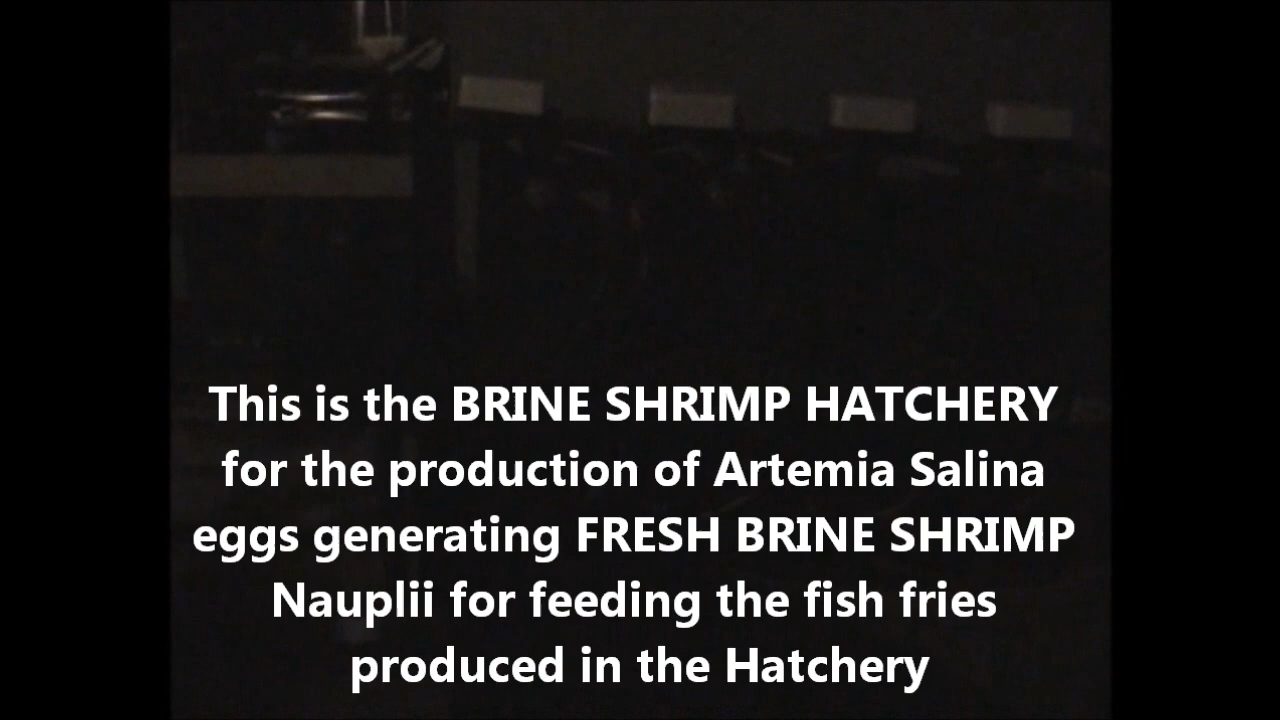 This is the BRINE SHRIMP HATCHERY
for the production of Artemia Salina
eggs generating FRESH BRINE SHRIMP
Nauplii for feeding the fish fries
produced in the Hatchery